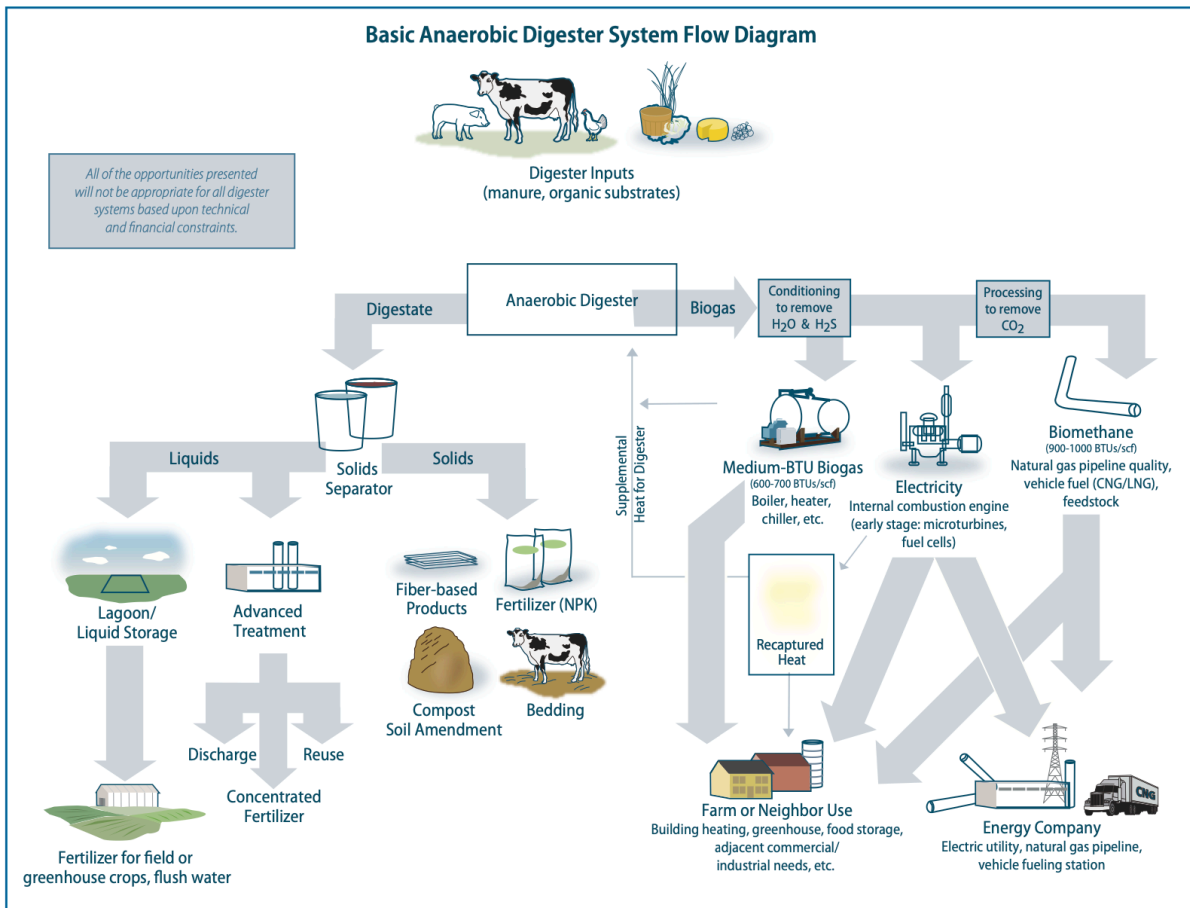 Basic Anaerobic Digester System Flow Diagram
Digester Inputs
(manure, organic substrates)
All of the opportunities presented
will not be appropriate for all digester
systems based upon technical
and financial constraints.
Digestate
Anaerobic Digester
Biogas
Conditioning
to remove
H2O & H2S
Processing
to remove
CO2
Liquids
Solids
Separator
Solids
Supplemental
Heat for Digester
Medium-BTU Biogas
(600-700 BTUs/scf)
Boiler, heater,
chiller, etc.
Electricity
Internal combustion engine
(early stage: microturbines,
fuel cells)
Biomethane
(900-1000 BTUs/scf)
Natural gas pipeline quality,
vehicle fuel (CNG/LNG),
feedstock
Lagoon/
Liquid Storage
Advanced
Treatment
Fiber-based
Products
Fertilizer (NPK)
Compost
Soil Amendment
Bedding
Recaptured
Heat
Discharge
Reuse
Concentrated
Fertilizer
Fertilizer for field or
greenhouse crops, flush water
Farm or Neighbor Use
Building heating, greenhouse, food storage,
adjacent commercial/
industrial needs, etc.
CNG
Energy Company
Electric utility, natural gas pipeline,
vehicle fueling station